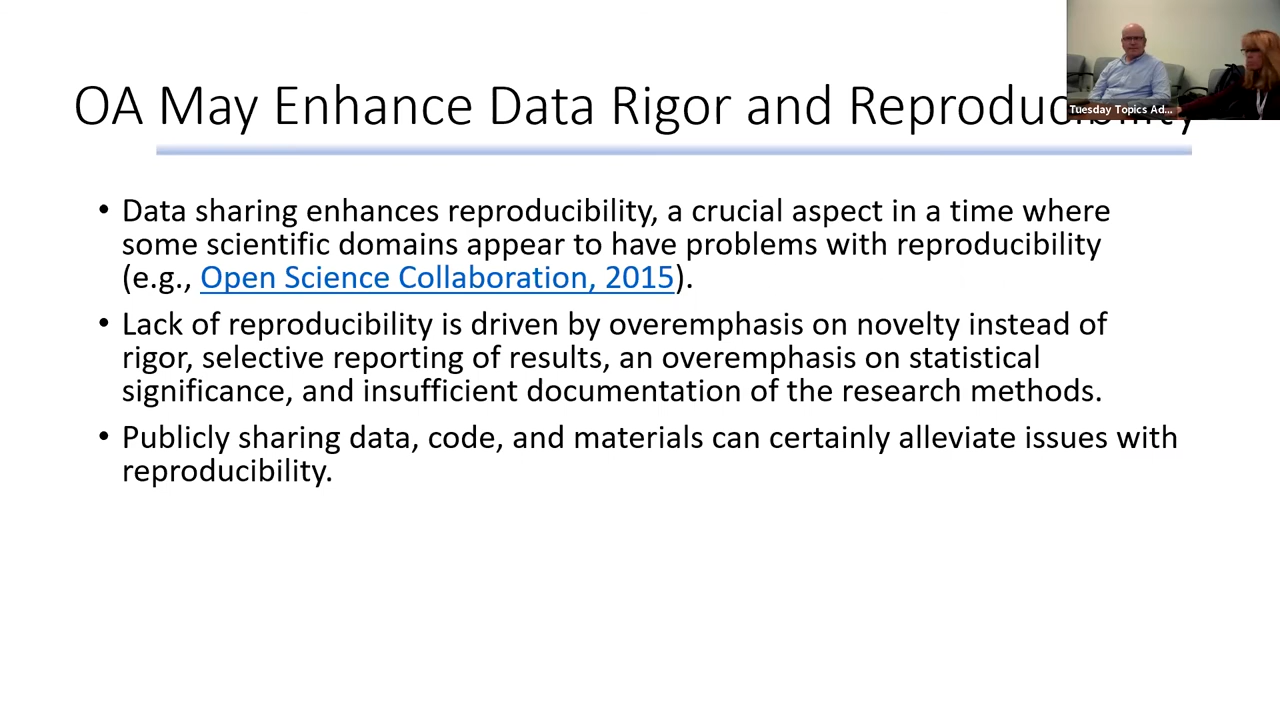 OA May Enhance Data Rigor and Reproducibility
Tuesday Topics Ad...
• Data sharing enhances reproducibility, a crucial aspect in a time where
some scientific domains appear to have problems with reproducibility
(e.g., Open Science Collaboration, 2015).
• Lack of reproducibility is driven by overemphasis on novelty instead of
rigor, selective reporting of results, an overemphasis on statistical
significance, and insufficient documentation of the research methods.
• Publicly sharing data, code, and materials can certainly alleviate issues with
reproducibility.